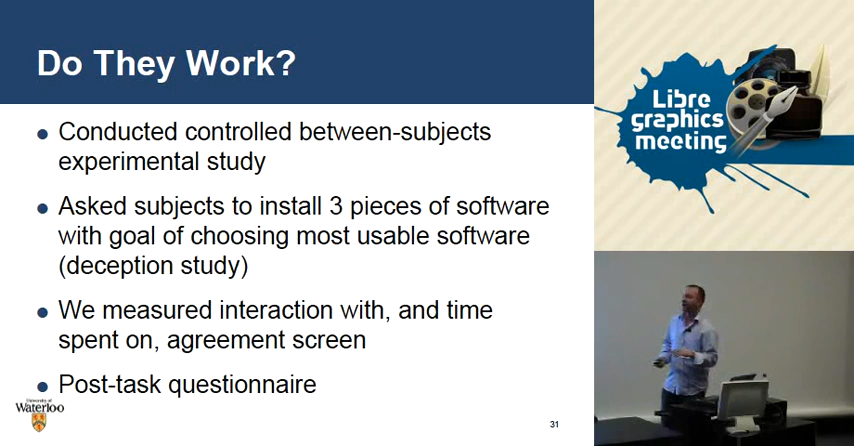 Do They Work?
Conducted controlled between-subjects
experimental study
Asked subjects to install 3 pieces of software
with goal of choosing most usable software
(deception study)
We measured interaction with, and time
spent on, agreement screen
Post-task questionnaire
University of
Waterloo
31
Libre
graphics
meeting